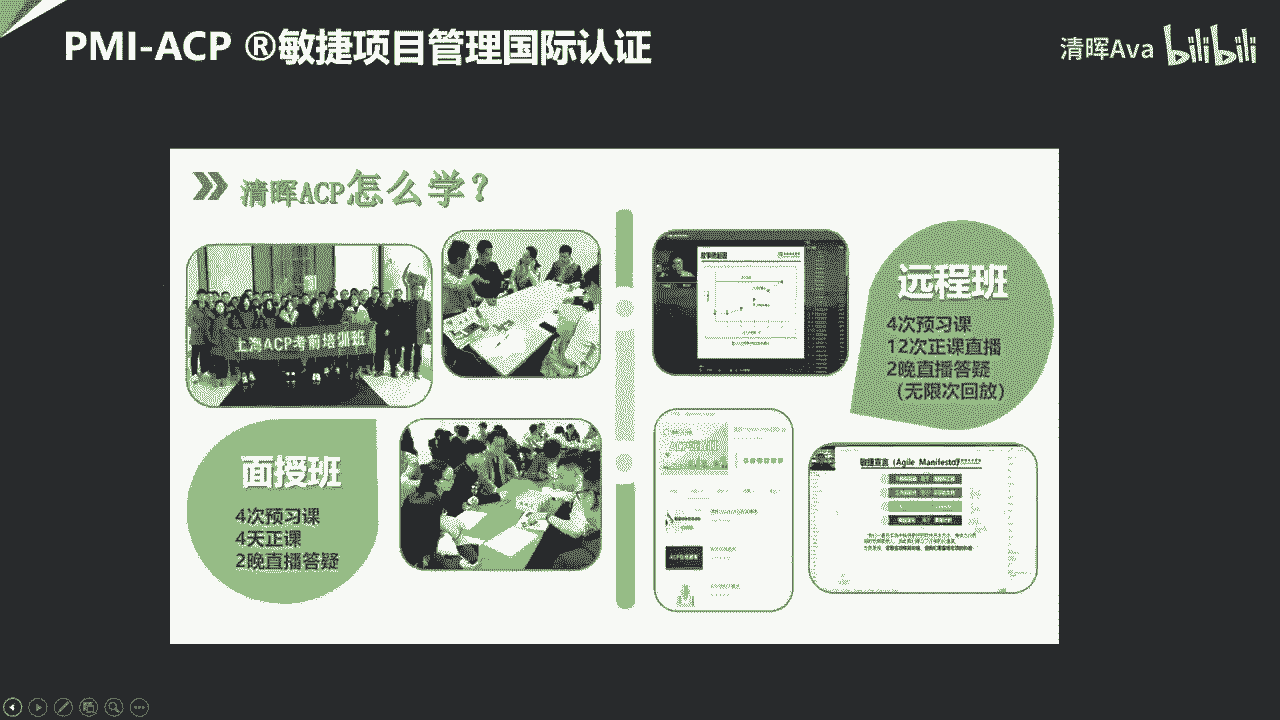 PMI-ACP ®敏捷项目管理国际认证
清晖Ava bilibili
清晖ACP怎么学?
上海ACP考前培训班
面授班
4次预习课
4天正课
2晚直播答疑
远程班
4次预习课
12次正课直播
2晚直播答疑
(无限次回放)
敏捷宣言(Agile Manifesto)